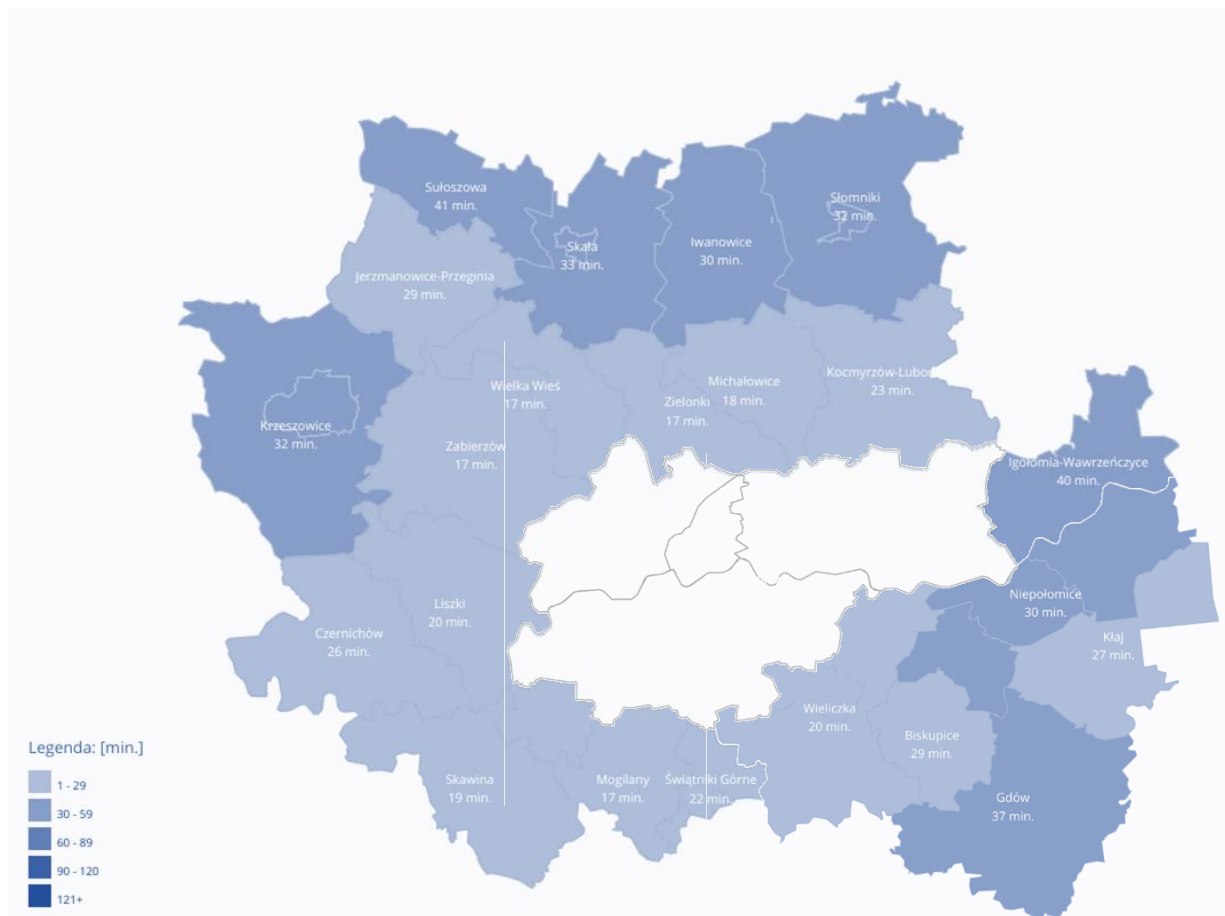 Sułoszowa
41 min.
Słomniki
32 min.
Skała
33 min.
Iwanowice
30 min.
Jerzmanowice-Przeginia
29 min.
Wielka Wieś
17 min.
Michałowice
18 min.
Kocmyrzów-Lubor
23 min.
Zielonki
17 min.
Krzeszowice
32 min.
Zabierzów
17 min.
Igołomia-Wawrzeńczyce
40 min.
Niepołomice
30 min.
Liszki
20 min.
Czernichów
26 min.
Kłaj
27 min.
Wieliczka
20 min.
Biskupice
29 min.
Skawina
19 min.
Mogilany
17 min.
Świątniki Górne
22 min.
Gdów
37 min.
Legenda: [min.]
1 - 29
30 - 59
60 - 89
90 - 120
121+